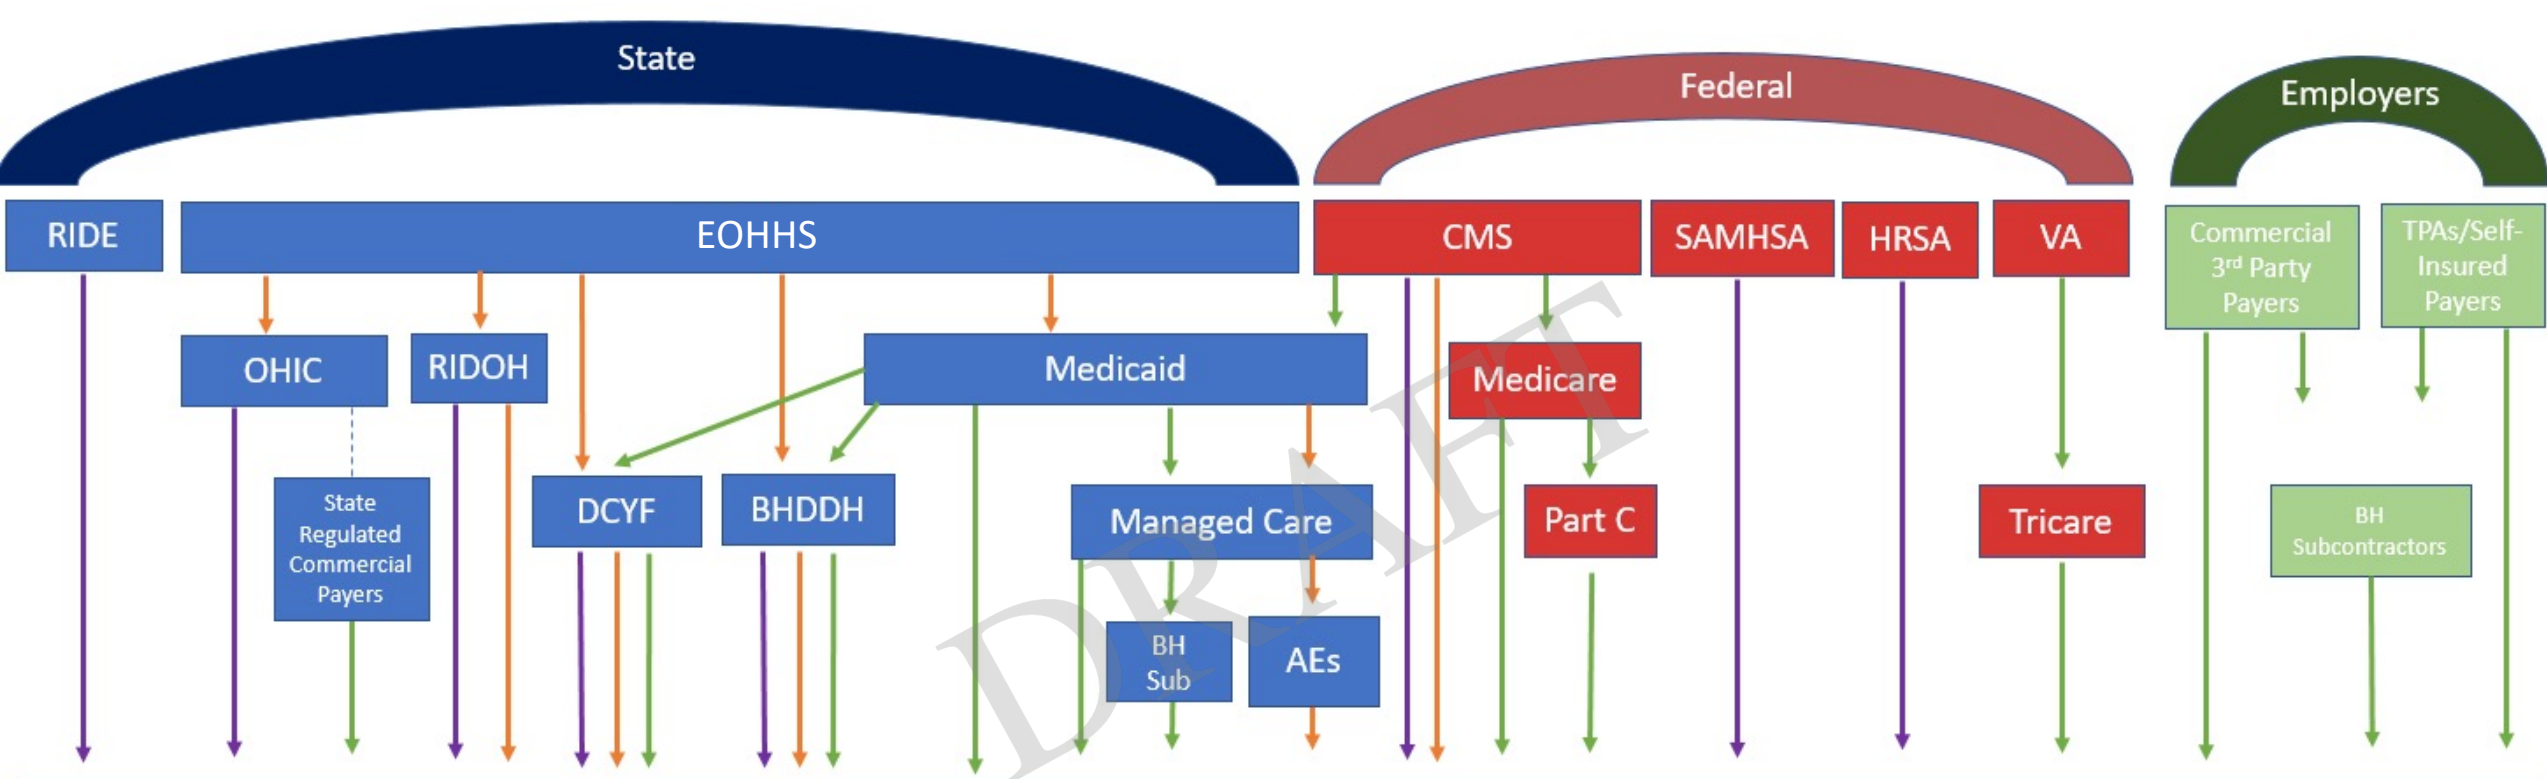 State
Federal
Employers
RIDE
EOHHS
CMS
SAMHSA
HRSA
VA
Commercial
3rd Party
Payers
TPAs/Self-
Insured
Payers
OHIC
RIDOH
Medicaid
Medicare
State
Regulated
Commercial
Payers
DCYF
BHDDH
Managed Care
Part C
Tricare
BH
Subcontractors
BH
Sub
AEs
DRAFT